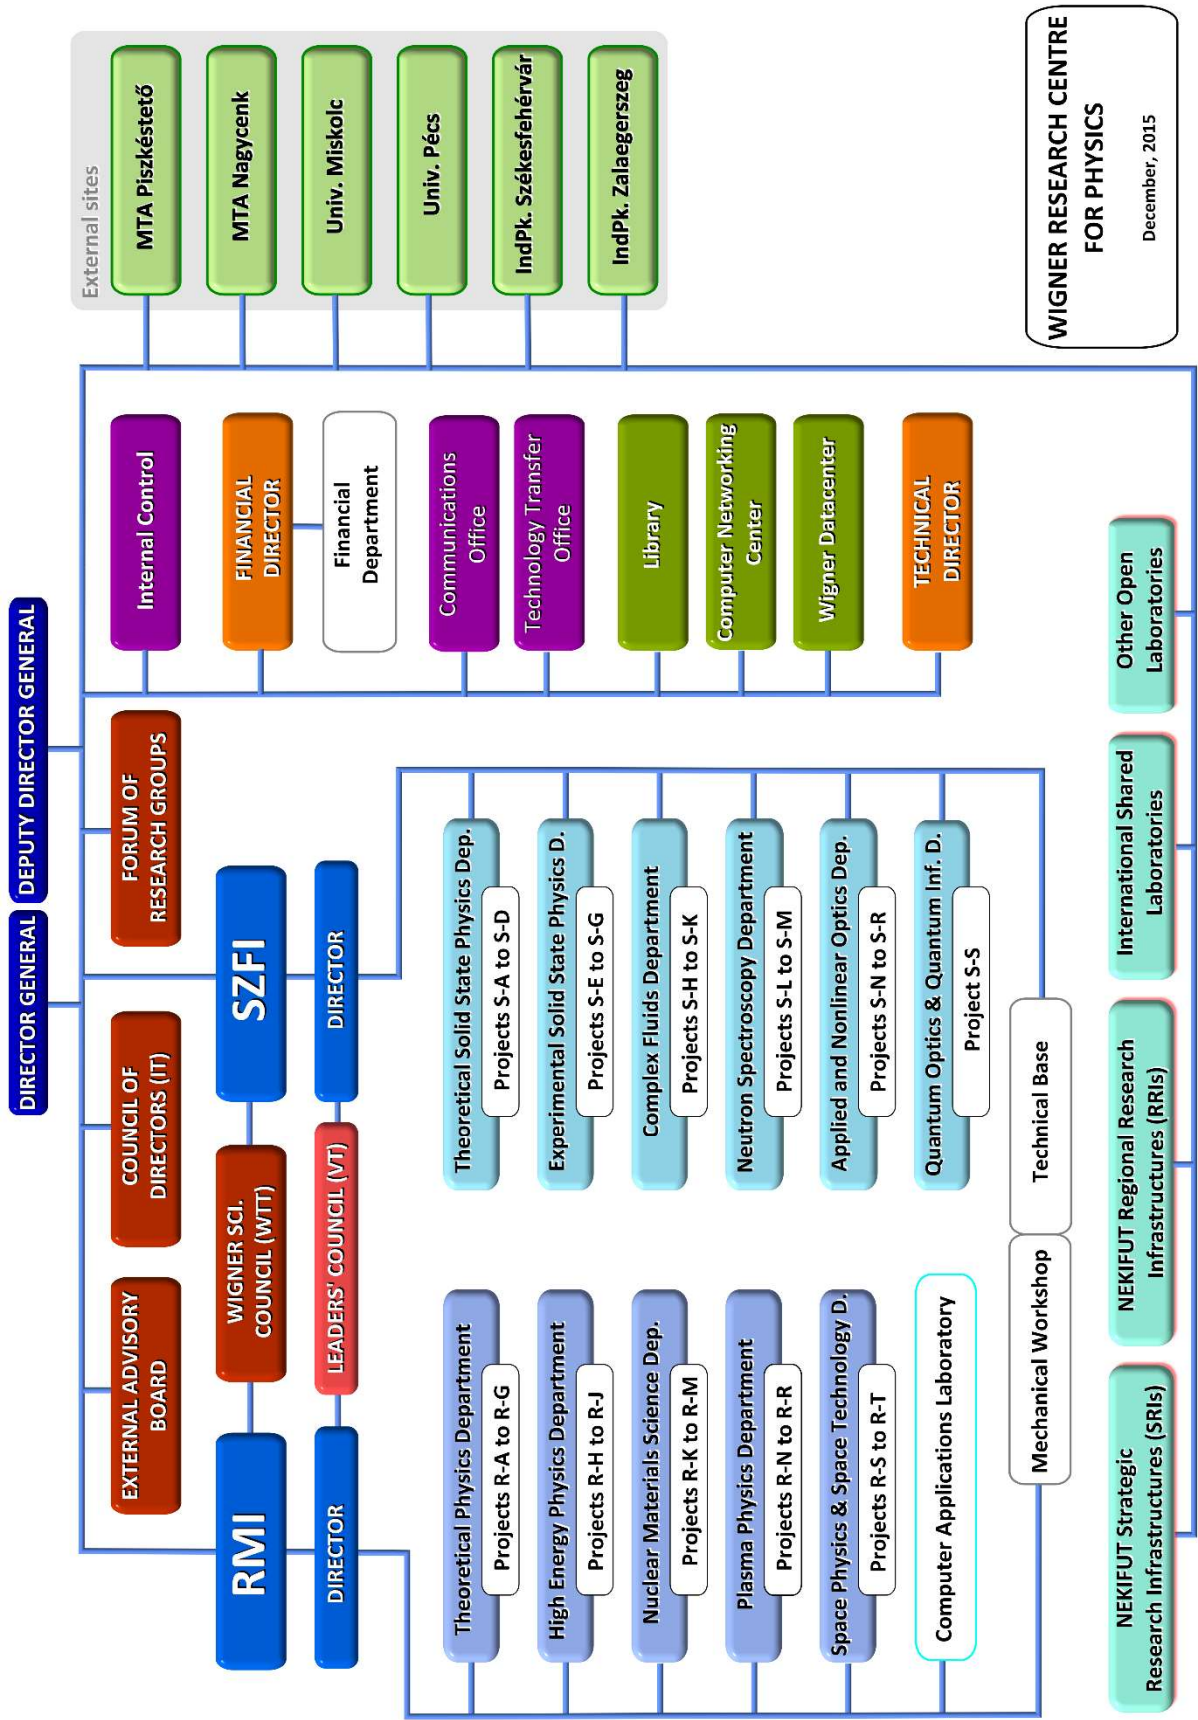 DIRECTOR GENERAL
DEPUTY DIRECTOR GENERAL
EXTERNAL ADVISORY
BOARD
COUNCIL OF
DIRECTORS (IT)
FORUM OF
RESEARCH GROUPS
RMI
WIGNER SCI.
COUNCIL (WTT)
SZFI
DIRECTOR
LEADERS' COUNCIL (VT)
DIRECTOR
Theoretical Physics Department
Projects R-A to R-G
High Energy Physics Department
Projects R-H to R-J
Nuclear Materials Science Dep.
Projects R-K to R-M
Plasma Physics Department
Projects R-N to R-R
Space Physics & Space Technology D.
Projects R-S to R-T
Computer Applications Laboratory
Mechanical Workshop
Theoretical Solid State Physics Dep.
Projects S-A to S-D
Experimental Solid State Physics D.
Projects S-E to S-G
Complex Fluids Department
Projects S-H to S-K
Neutron Spectroscopy Department
Projects S-L to S-M
Applied and Nonlinear Optics Dep.
Projects S-N to S-R
Quantum Optics & Quantum Inf. D.
Project S-S
Technical Base
Internal Control
FINANCIAL
DIRECTOR
Financial
Department
Communications
Office
Technology Transfer
Office
Library
Computer Networking
Center
Wigner Datacenter
TECHNICAL
DIRECTOR
External sites
MTA Piszkéstető
MTA Nagycenk
Univ. Miskolc
Univ. Pécs
IndPk. Székesfehérvár
IndPk. Zalaegerszeg
NEKIFUT Strategic
Research Infrastructures (SRIs)
NEKIFUT Regional Research
Infrastructures (RRIs)
International Shared
Laboratories
Other Open
Laboratories
WIGNER RESEARCH CENTRE
FOR PHYSICS
December, 2015